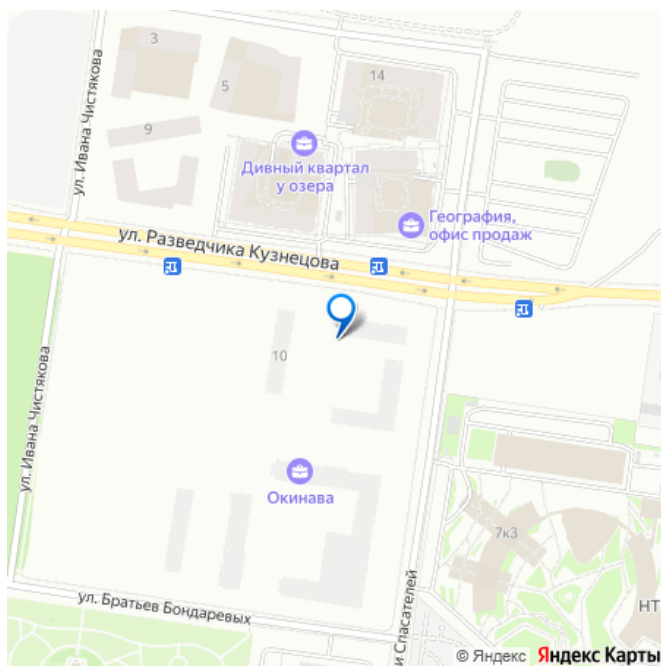 ул. Ивана Чистякова
3
5
14
9
Дивный квартал
у озера
География,
офис продаж
ул. Разведчика Кузнецова
10
ул. Ивана Чистякова
Окинава
7к3
НТ
ул. Братьев Бондаревых
и Спасателей
© Яндекс Яндекс Карты